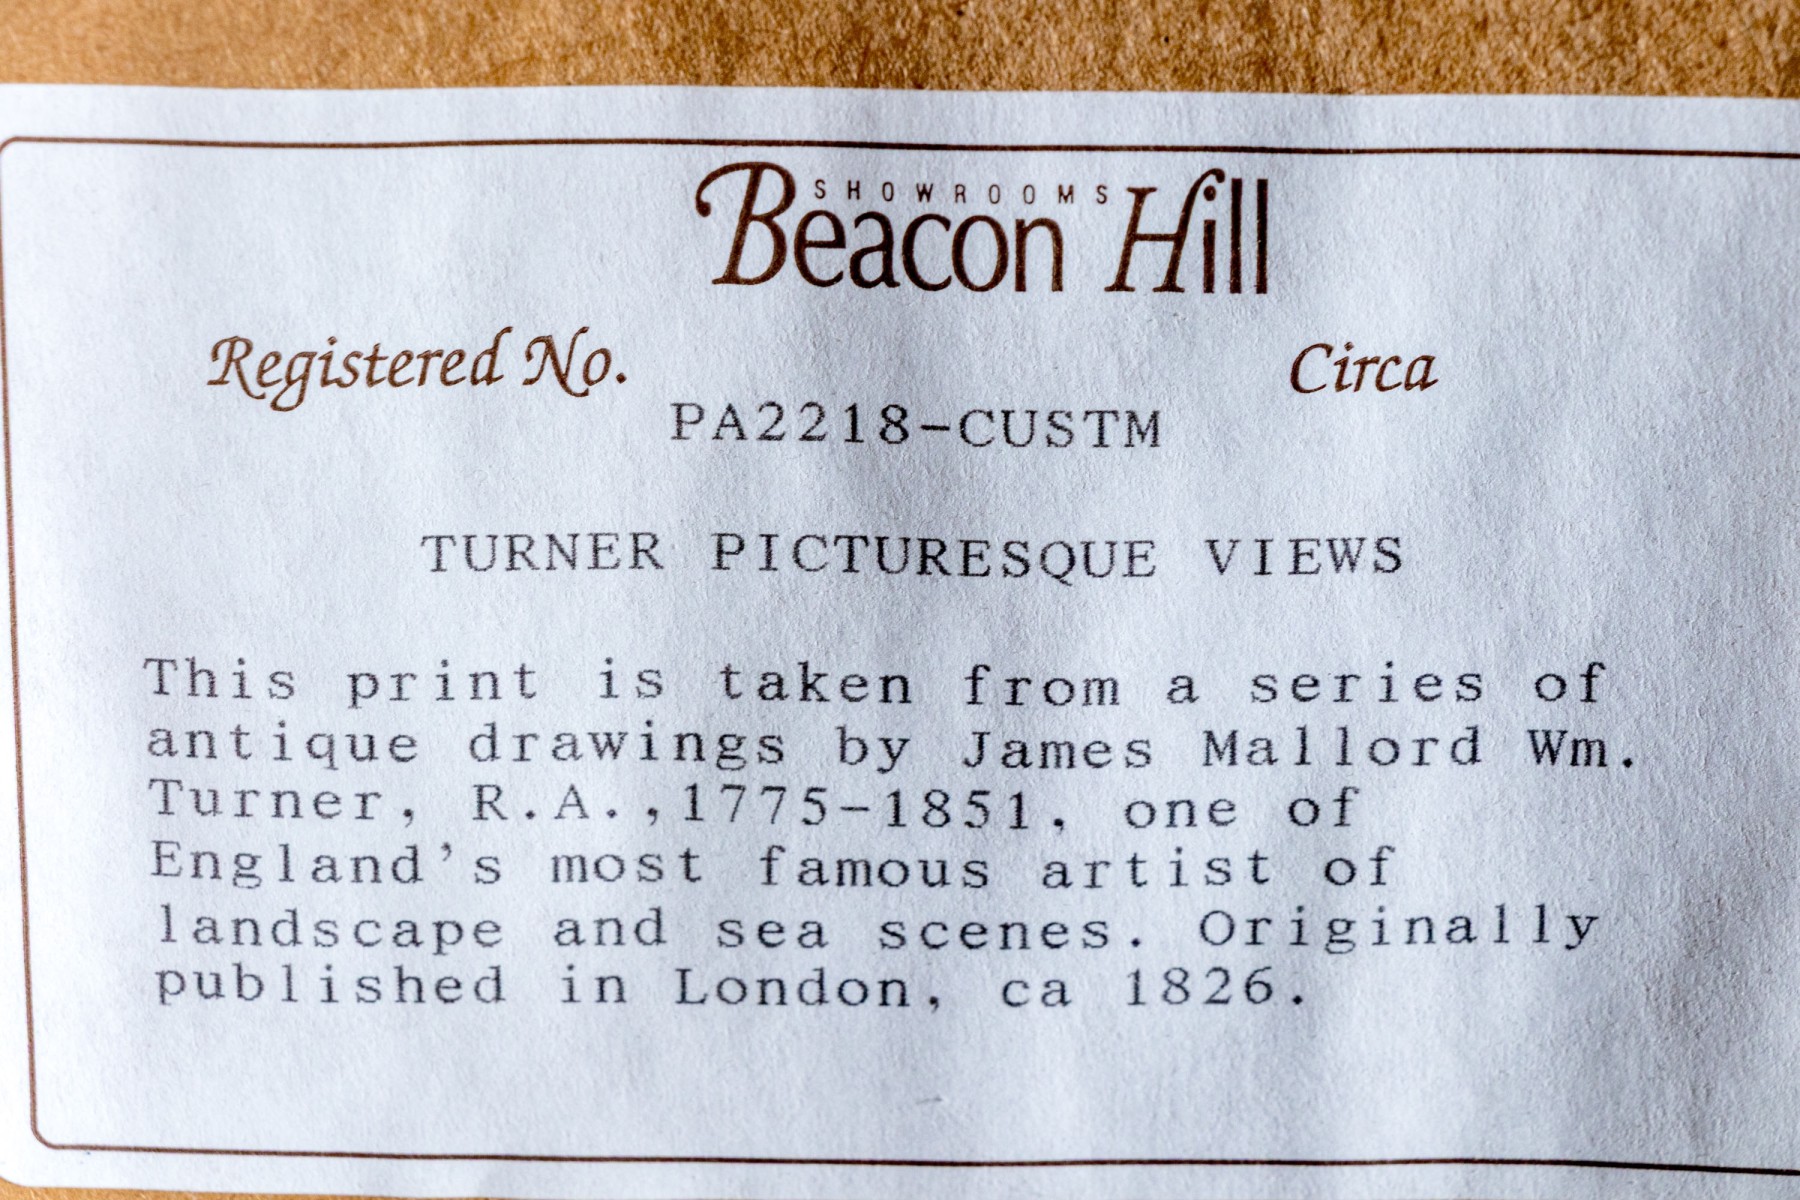 SHOWROOMS
Beacon Hill
Registered No. Circa
PA2218-CUSTM
TURNER PICTURESQUE VIEWS
This print is taken from a series of
antique drawings by James Mallord Wm.
Turner, R.A.,1775-1851, one of
England's most famous artist of
landscape and sea scenes. Originally
published in London, ca 1826.